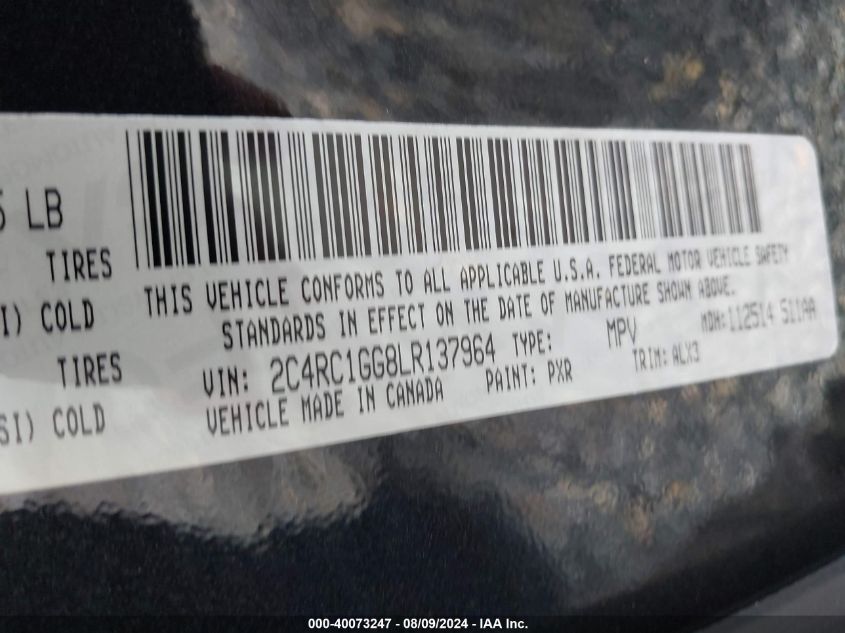 5 LB
TIRES
I) COLD
TIRES
SI) COLD
THIS VEHICLE CONFORMS TO ALL APPLICABLE U.S.A. FEDERAL MOTOR VEHICLE SAFETY
STANDARDS IN EFFECT ON THE DATE OF MANUFACTURE SHOWN ABOVE.
VIN: 2C4RC1GG8LR137964 TYPE: MPV MDH:112514 511AA
VEHICLE MADE IN CANADA PAINT: PXR TRIM: ALX3
000-40073247 - 08/09/2024 - IAA Inc.